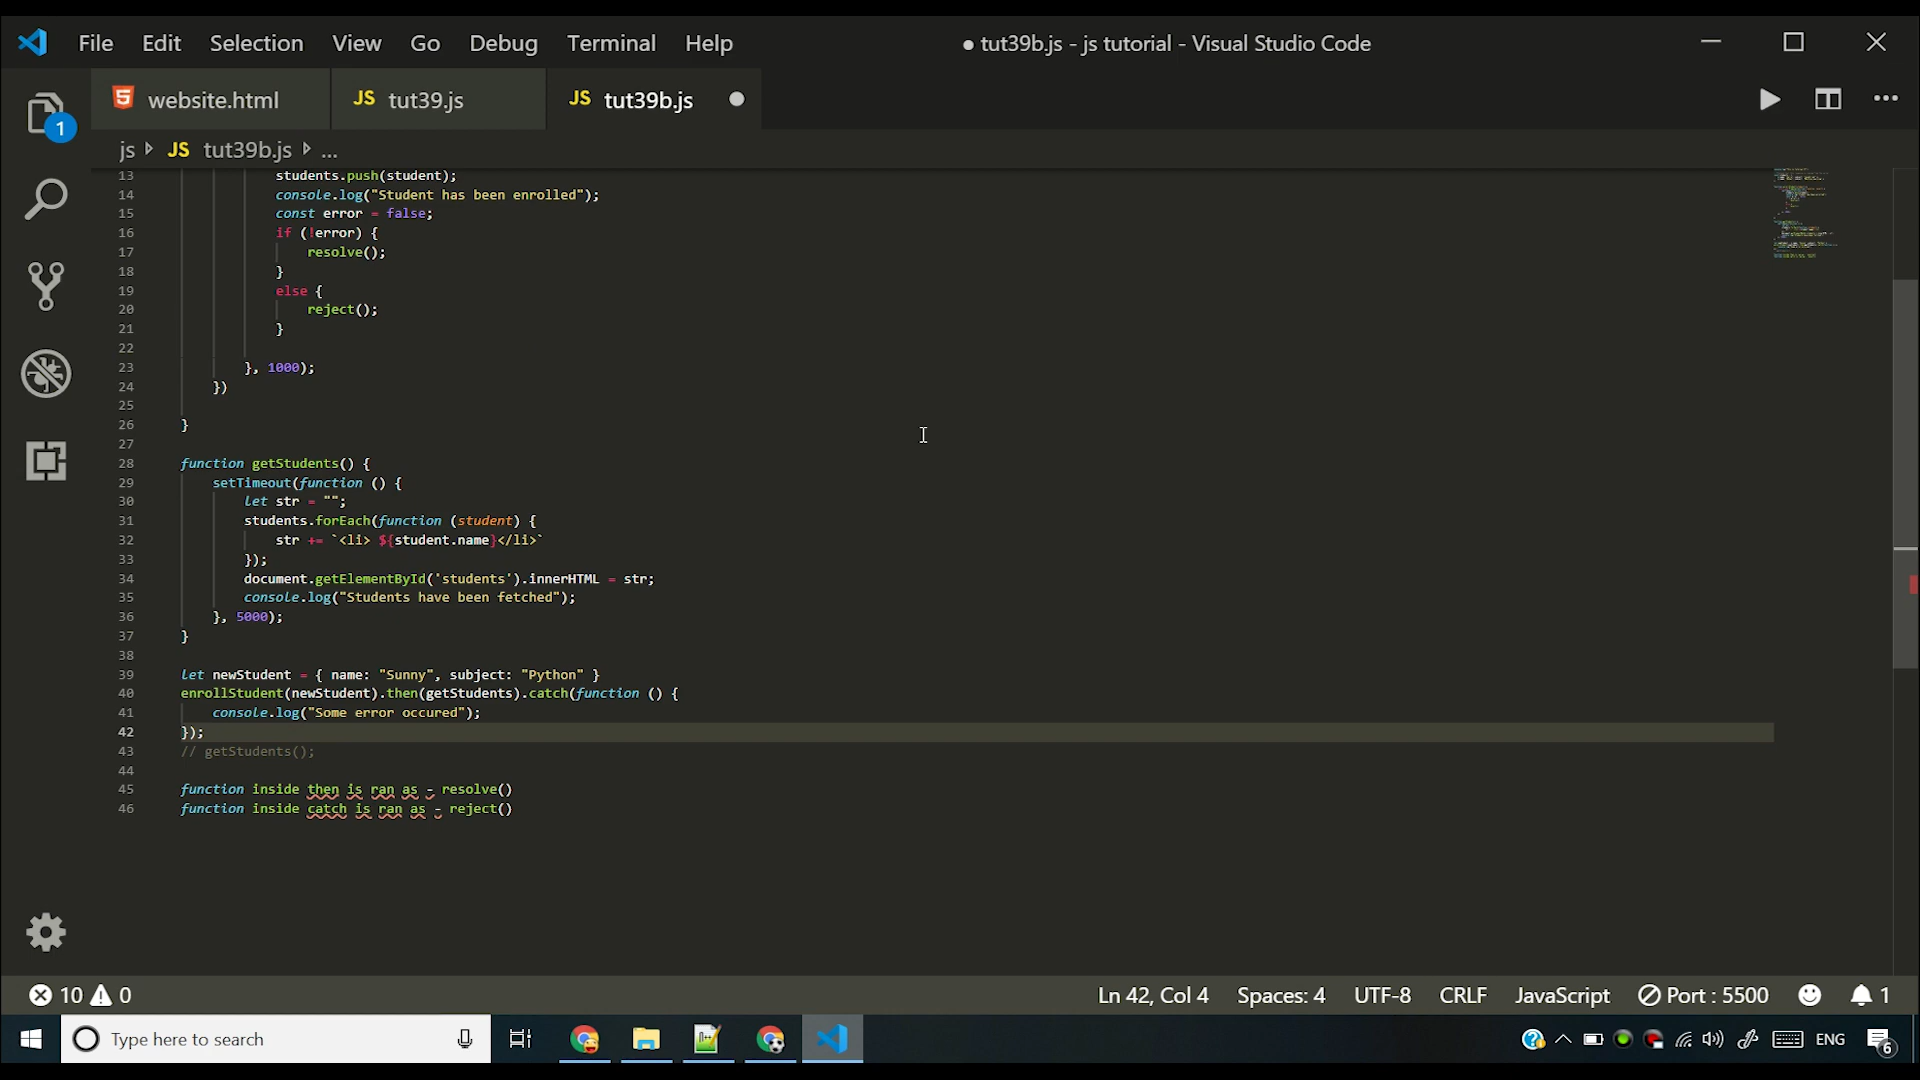 File Edit Selection View Go Debug Terminal Help
● tut39b.js - js tutorial - Visual Studio Code
1
website.html
JS tut39.js
JS tut39b.js
js JS tut39b.js ...
13 students.push(student);
14 console.log("Student has been enrolled");
15 const error = false;
16 if (!error) {
17 resolve();
18 }
19 else {
20 reject();
21 }
22
23 }, 1000);
24 })
25
26 }
27
28 function getStudents() {
29 setTimeout(function () {
30 let str = "";
31 students.forEach(function (student) {
32 str += `<li> ${student.name}</li>`
33 });
34 document.getElementById('students').innerHTML = str;
35 console.log("Students have been fetched");
36 }, 5000);
37 }
38
39 let newStudent = { name: "Sunny", subject: "Python" }
40 enrollStudent(newStudent).then(getStudents).catch(function () {
41 console.log("Some error occured");
42 });
43 // getStudents();
44
45 function inside then is ran as - resolve()
46 function inside catch is ran as - reject()
10 0
Ln 42, Col 4 Spaces: 4 UTF-8 CRLF JavaScript Port : 5500 1
Type here to search
ENG
6